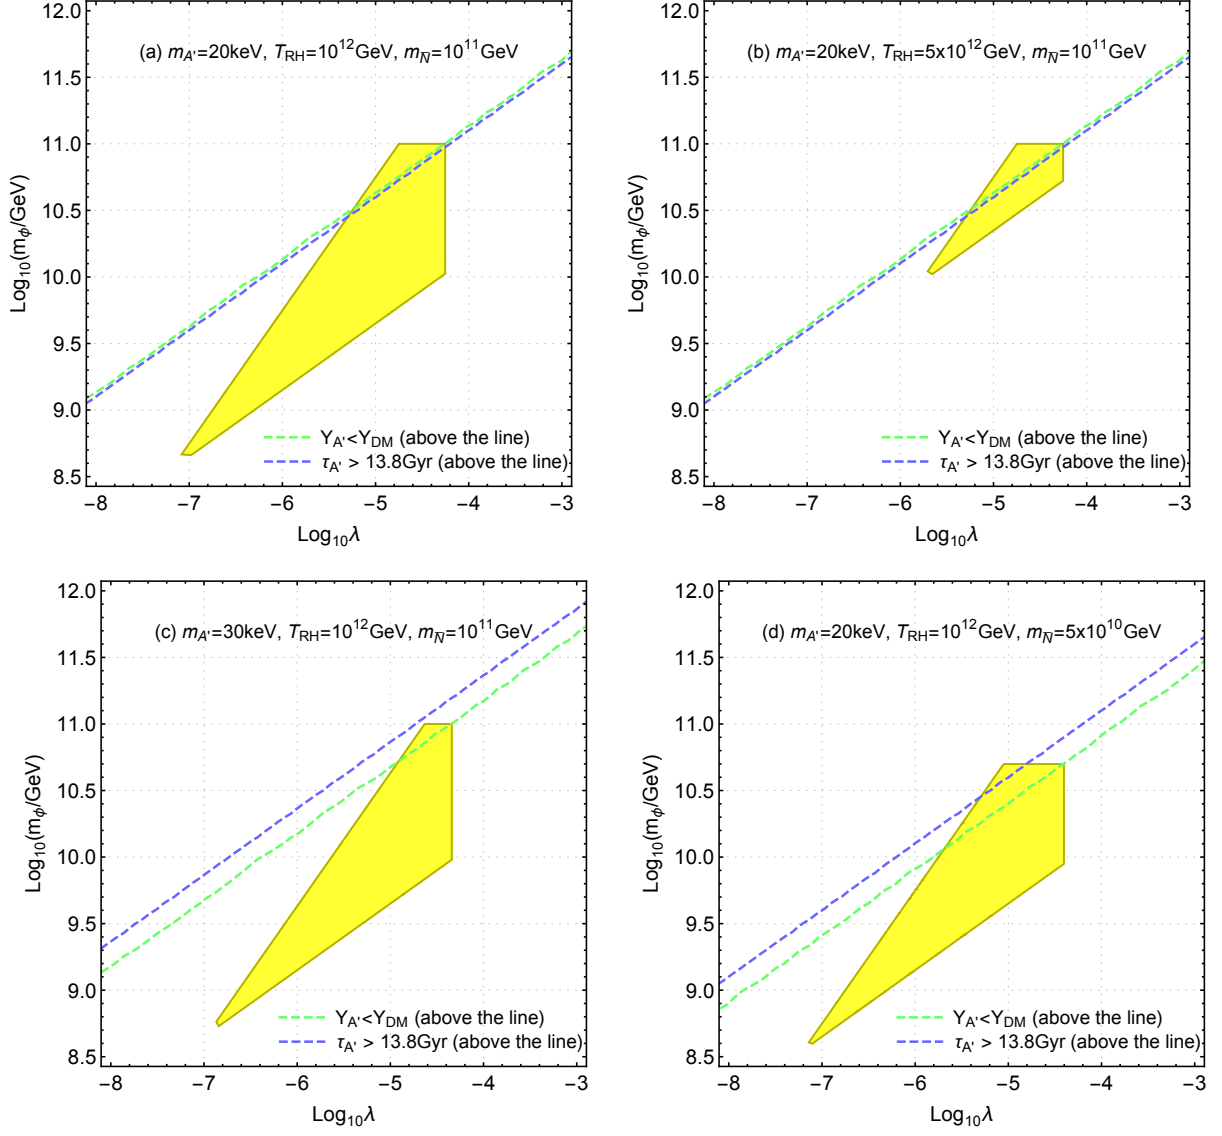 (a) mA'=20keV, TRH=10^12GeV, mÑ=10^11GeV
12.0
11.5
11.0
10.5
10.0
9.5
9.0
8.5
Log10(mϕ/GeV)
YA'<YDM (above the line)
τA' > 13.8Gyr (above the line)
−8 −7 −6 −5 −4 −3
Log10λ
(b) mA'=20keV, TRH=5x10^12GeV, mÑ=10^11GeV
12.0
11.5
11.0
10.5
10.0
9.5
9.0
8.5
Log10(mϕ/GeV)
YA'<YDM (above the line)
τA' > 13.8Gyr (above the line)
−8 −7 −6 −5 −4 −3
Log10λ
(c) mA'=30keV, TRH=10^12GeV, mÑ=10^11GeV
12.0
11.5
11.0
10.5
10.0
9.5
9.0
8.5
Log10(mϕ/GeV)
YA'<YDM (above the line)
τA' > 13.8Gyr (above the line)
−8 −7 −6 −5 −4 −3
Log10λ
(d) mA'=20keV, TRH=10^12GeV, mÑ=5x10^10GeV
12.0
11.5
11.0
10.5
10.0
9.5
9.0
8.5
Log10(mϕ/GeV)
YA'<YDM (above the line)
τA' > 13.8Gyr (above the line)
−8 −7 −6 −5 −4 −3
Log10λ